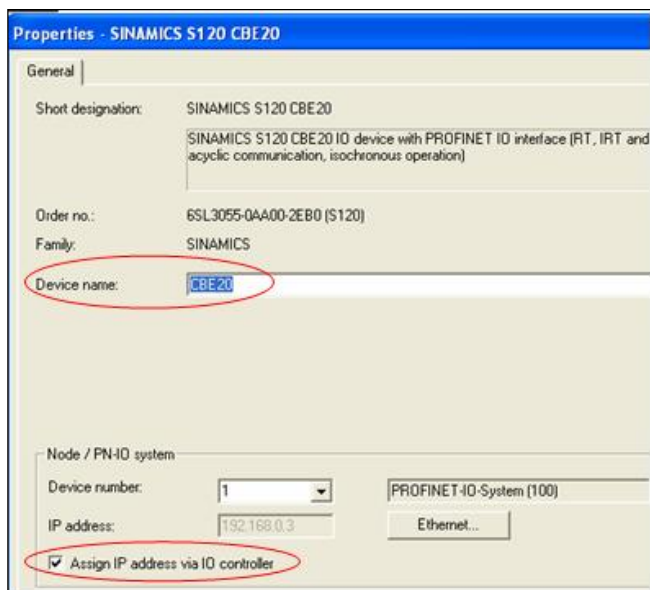 Properties - SINAMICS S120 CBE20
General
Short designation: SINAMICS S120 CBE20
SINAMICS S120 CBE20 IO device with PROFINET IO interface (RT, IRT and
acyclic communication, isochronous operation)
Order no.: 6SL3055-0AA00-2EB0 (S120)
Family: SINAMICS
Device name: CBE20
Node / PN-IO system
Device number: 1 PROFINET-IO-System (100)
IP address: 192.168.0.3 Ethernet...
Assign IP address via IO controller